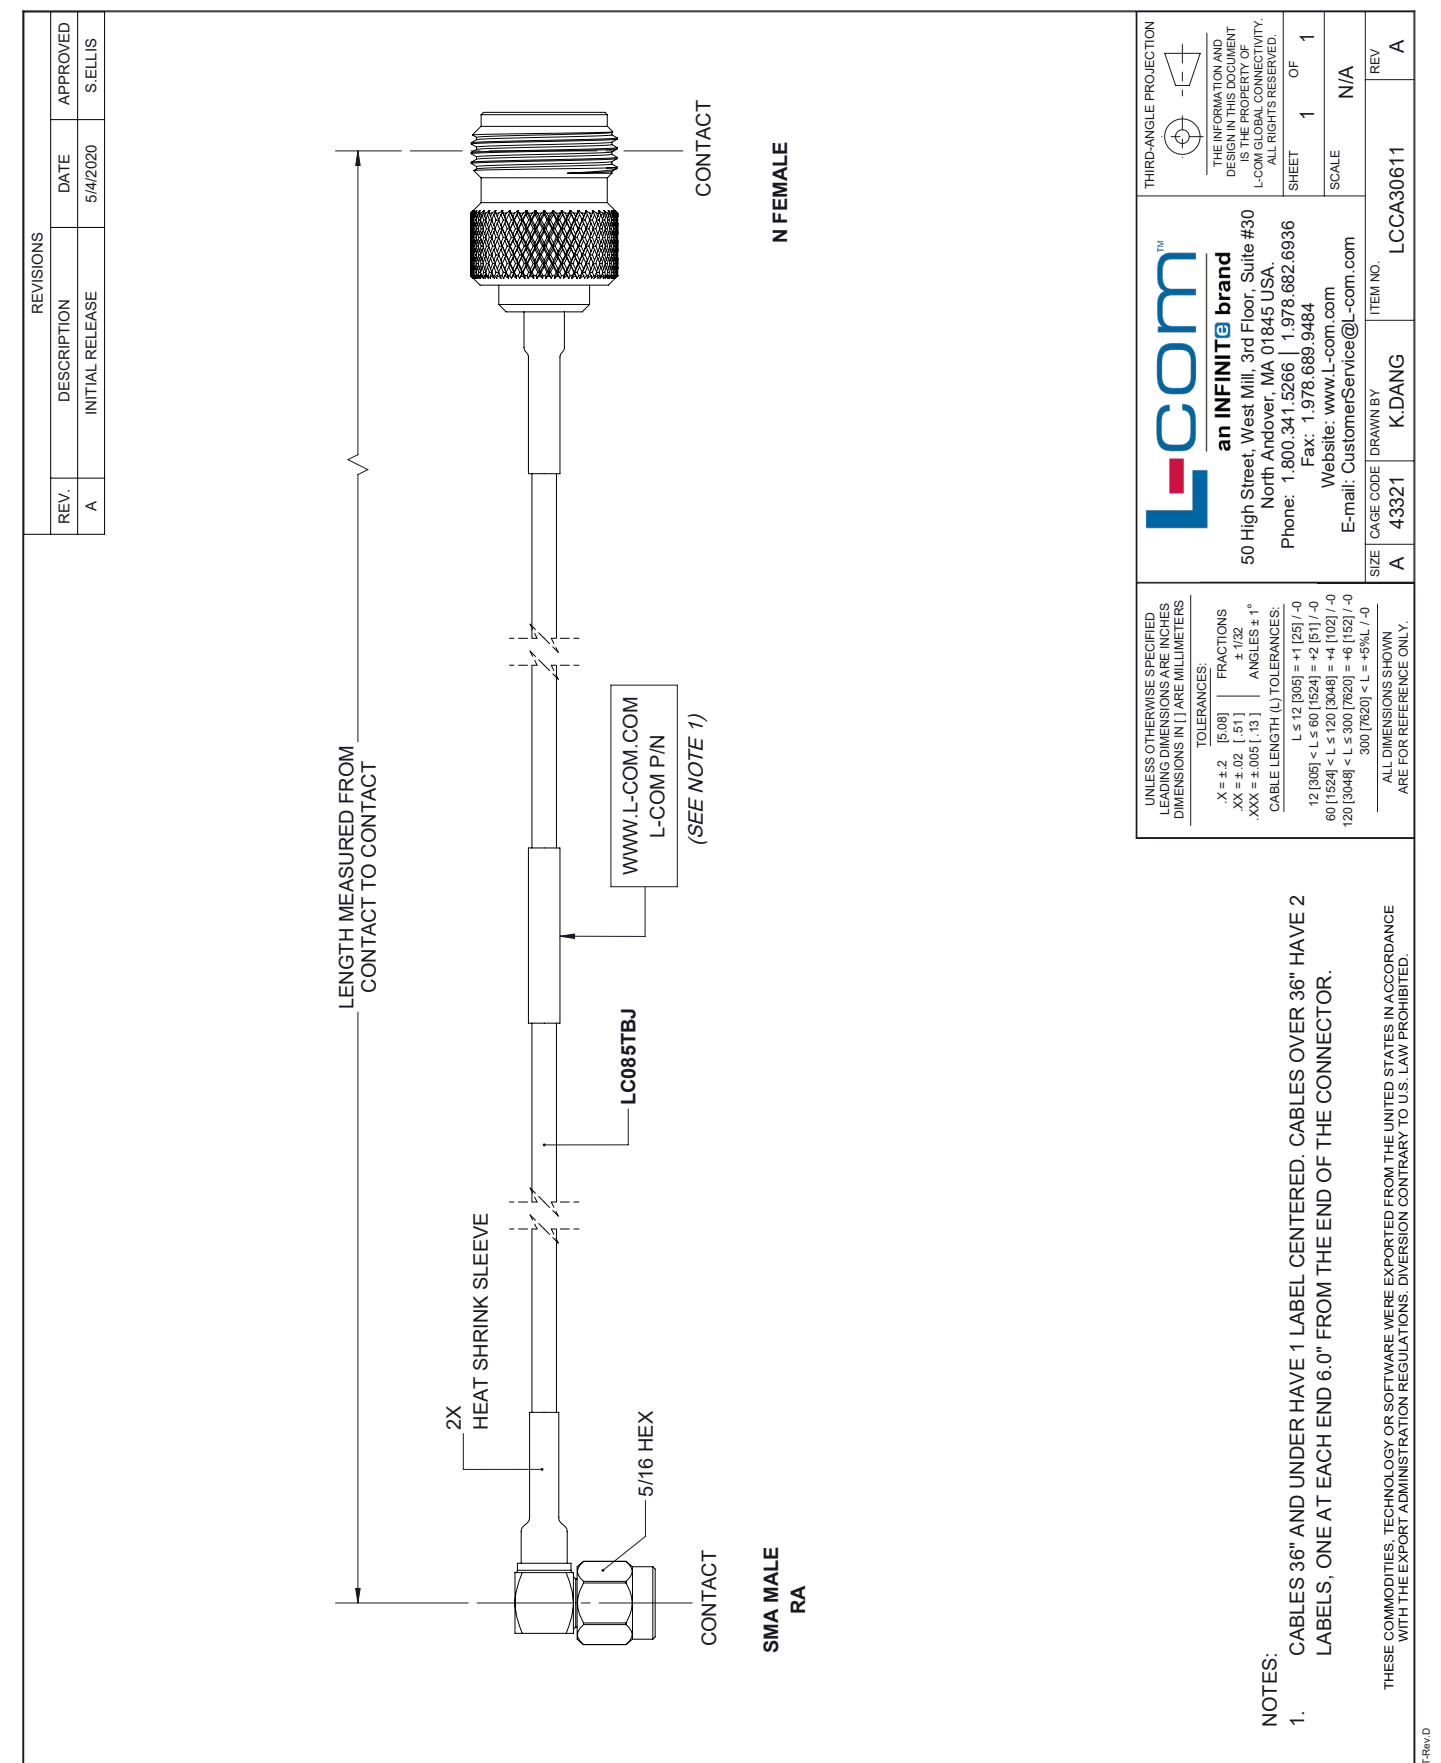 REVISIONS
REV.
DESCRIPTION
DATE
APPROVED
A
INITIAL RELEASE
5/4/2020
S.ELLIS
LENGTH MEASURED FROM
CONTACT TO CONTACT
2X
HEAT SHRINK SLEEVE
5/16 HEX
LC085TBJ
WWW.L-COM.COM
L-COM P/N
(SEE NOTE 1)
CONTACT
SMA MALE
RA
CONTACT
N FEMALE
NOTES:
1. CABLES 36" AND UNDER HAVE 1 LABEL CENTERED. CABLES OVER 36" HAVE 2
LABELS, ONE AT EACH END 6.0" FROM THE END OF THE CONNECTOR.
THESE COMMODITIES, TECHNOLOGY OR SOFTWARE WERE EXPORTED FROM THE UNITED STATES IN ACCORDANCE
WITH THE EXPORT ADMINISTRATION REGULATIONS. DIVERSION CONTRARY TO U.S. LAW PROHIBITED.
UNLESS OTHERWISE SPECIFIED
LEADING DIMENSIONS ARE INCHES
DIMENSIONS IN [ ] ARE MILLIMETERS
TOLERANCES:
.X = ± .2 [5.08] FRACTIONS
.XX = ± .02 [ .51 ] ± 1/32
.XXX = ± .005 [ .13 ] ANGLES ± 1°
CABLE LENGTH (L) TOLERANCES:
L ≤ 12 [305] = +1 [25] / -0
12 [305] < L ≤ 60 [1524] = +2 [51] / -0
60 [1524] < L ≤ 120 [3048] = +4 [102] / -0
120 [3048] < L ≤ 300 [7620] = +6 [152] / -0
300 [7620] < L = +5%L / -0
ALL DIMENSIONS SHOWN
ARE FOR REFERENCE ONLY.
L-com TM
an INFINITe brand
50 High Street, West Mill, 3rd Floor, Suite #30
North Andover, MA 01845 USA.
Phone: 1.800.341.5266 | 1.978.682.6936
Fax: 1.978.689.9484
Website: www.L-com.com
E-mail: CustomerService@L-com.com
THIRD-ANGLE PROJECTION
THE INFORMATION AND
DESIGN IN THIS DOCUMENT
IS THE PROPERTY OF
L-COM GLOBAL CONNECTIVITY.
ALL RIGHTS RESERVED.
SHEET 1 OF 1
SCALE N/A
SIZE A
CAGE CODE 43321
DRAWN BY K.DANG
ITEM NO. LCCA30611
REV A
T-Rev.D